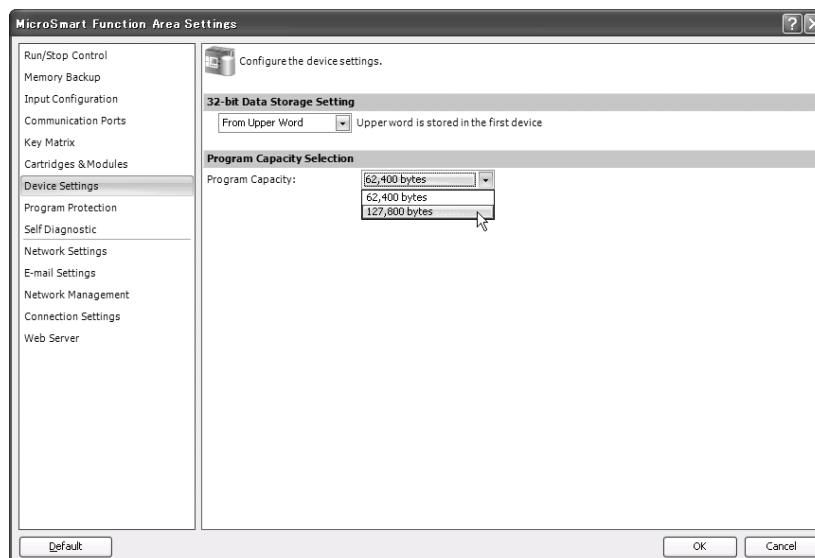 MicroSmart Function Area Settings
Run/Stop Control
Memory Backup
Input Configuration
Communication Ports
Key Matrix
Cartridges & Modules
Device Settings
Program Protection
Self Diagnostic
Network Settings
E-mail Settings
Network Management
Connection Settings
Web Server
Configure the device settings.
32-bit Data Storage Setting
From Upper Word Upper word is stored in the first device
Program Capacity Selection
Program Capacity: 62,400 bytes
62,400 bytes
127,800 bytes
Default OK Cancel